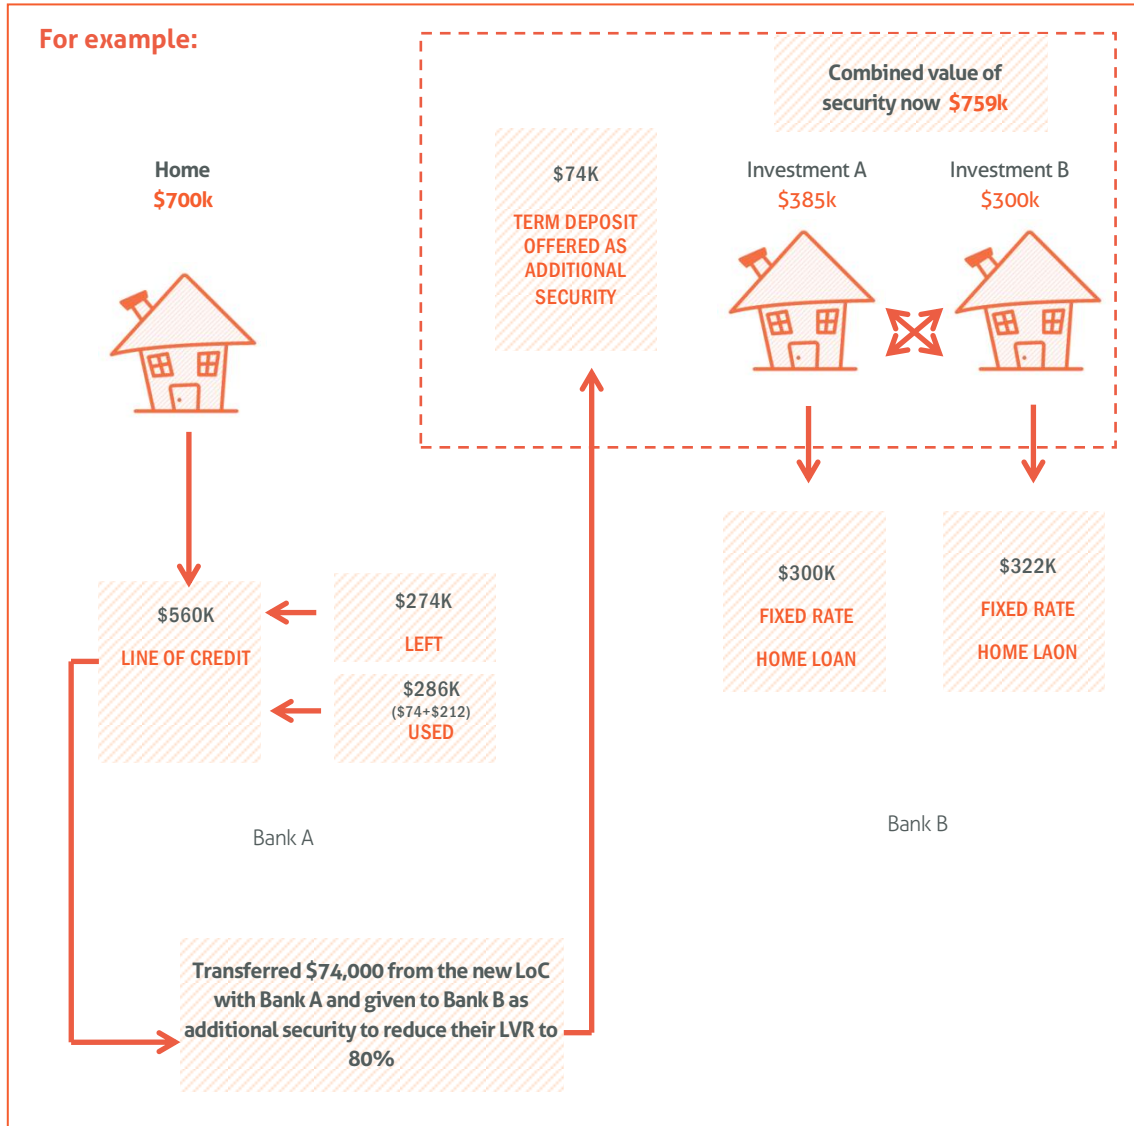 For example:
Combined value of
security now $759k
Home
$700k
$74K
TERM DEPOSIT
OFFERED AS
ADDITIONAL
SECURITY
Investment A
$385k
Investment B
$300k
$560K
LINE OF CREDIT
$274K
LEFT
$286K
($74+$212)
USED
$300K
FIXED RATE
HOME LOAN
$322K
FIXED RATE
HOME LAON
Bank A
Bank B
Transferred $74,000 from the new LoC
with Bank A and given to Bank B as
additional security to reduce their LVR to
80%